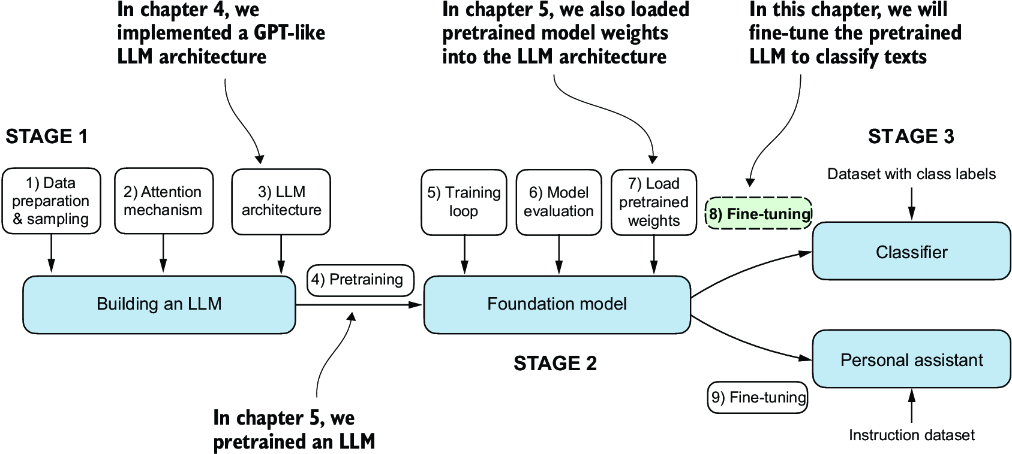 In chapter 4, we
implemented a GPT-like
LLM architecture
In chapter 5, we also loaded
pretrained model weights
into the LLM architecture
In this chapter, we will
fine-tune the pretrained
LLM to classify texts
STAGE 1
1) Data
preparation
& sampling
2) Attention
mechanism
3) LLM
architecture
Building an LLM
4) Pretraining
In chapter 5, we
pretrained an LLM
5) Training
loop
6) Model
evaluation
7) Load
pretrained
weights
Foundation model
STAGE 2
8) Fine-tuning
STAGE 3
Dataset with class labels
Classifier
Personal assistant
9) Fine-tuning
Instruction dataset